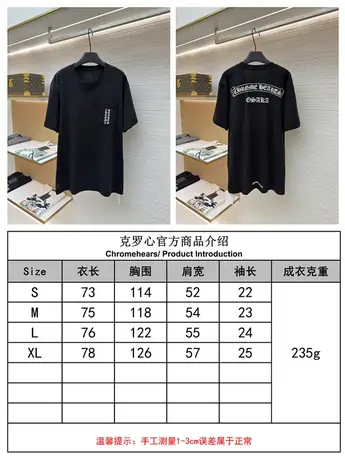 CHROME HEARTS
OSAKA
克罗心官方商品介绍
Chromehears/ Product Introduction
Size 衣长 胸围 肩宽 袖长 成衣克重
S 73 114 52 22
M 75 118 54 23
L 76 122 55 24
XL 78 126 57 25
235g
温馨提示：手工测量1-3cm误差属于正常